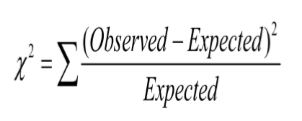 χ² = ∑ (Observed – Expected)² / Expected